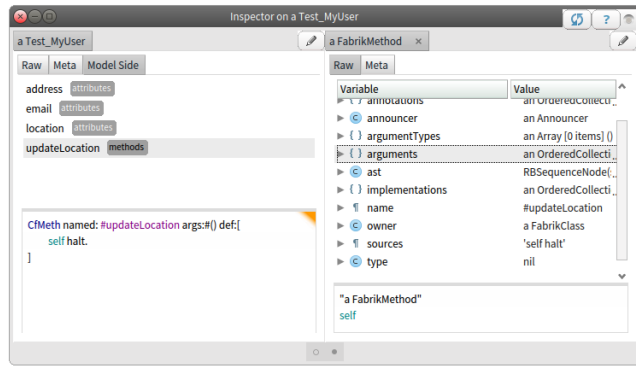 Inspector on a Test_MyUser
?
a Test_MyUser
Raw Meta Model Side
address attributes
email attributes
location attributes
updateLocation methods
CfMeth named: #updateLocation args:#() def:[
self halt.
]
a FabrikMethod ×
Raw Meta
Variable Value
{ } annotations an OrderedCollecti
C announcer an Announcer
{ } argumentTypes an Array [0 items] ()
{ } arguments an OrderedCollecti..
C ast RBSequenceNode(..
{ } implementations an OrderedCollecti..
¶ name #updateLocation
C owner a FabrikClass
¶ sources 'self halt'
C type nil
"a FabrikMethod"
self